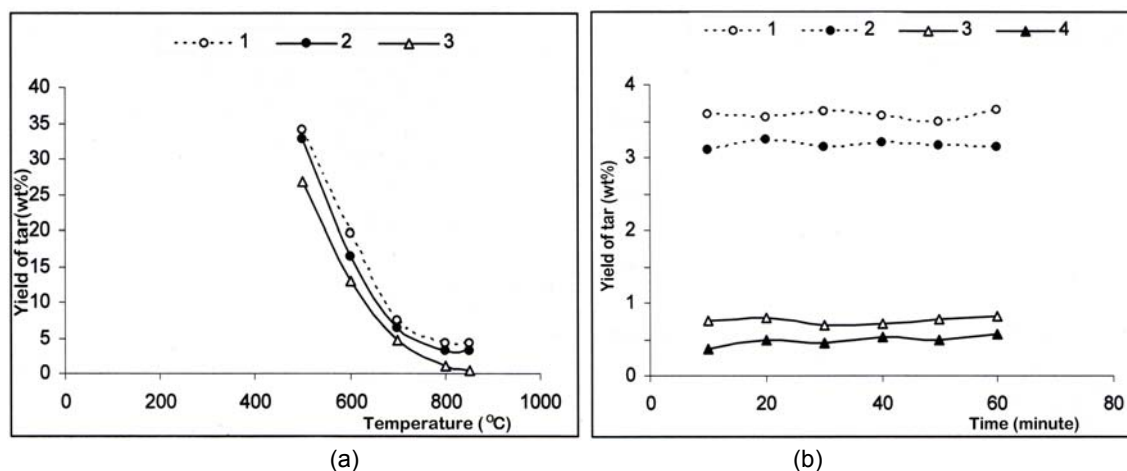 1 2 3
40
35
30
25
20
15
10
5
0
0 200 400 600 800 1000
Yield of tar(wt%)
Temperature (°C)
(a)
1 2 3 4
4
3
2
1
0
0 20 40 60 80
Yield of tar (wt%)
Time (minute)
(b)